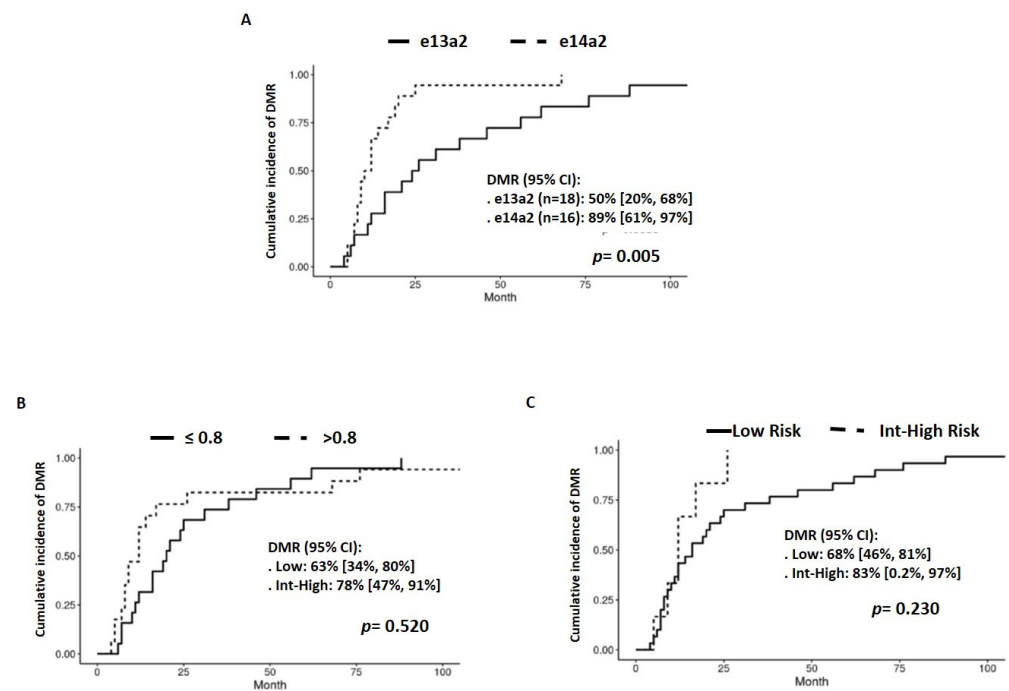 A
e13a2 e14a2
Cumulative incidence of DMR
1.00
0.75
0.50
0.25
0.00
DMR (95% CI):
. e13a2 (n=18): 50% [20%, 68%]
. e14a2 (n=16): 89% [61%, 97%]
p= 0.005
0 25 50 75 100
Month
B
≤ 0.8 >0.8
Cumulative incidence of DMR
1.00
0.75
0.50
0.25
0.00
DMR (95% CI):
. Low: 63% [34%, 80%]
. Int-High: 78% [47%, 91%]
p= 0.520
0 25 50 75 100
Month
C
Low Risk Int-High Risk
Cumulative incidence of DMR
1.00
0.75
0.50
0.25
0.00
DMR (95% CI):
. Low: 68% [46%, 81%]
. Int-High: 83% [0.2%, 97%]
p= 0.230
0 25 50 75 100
Month